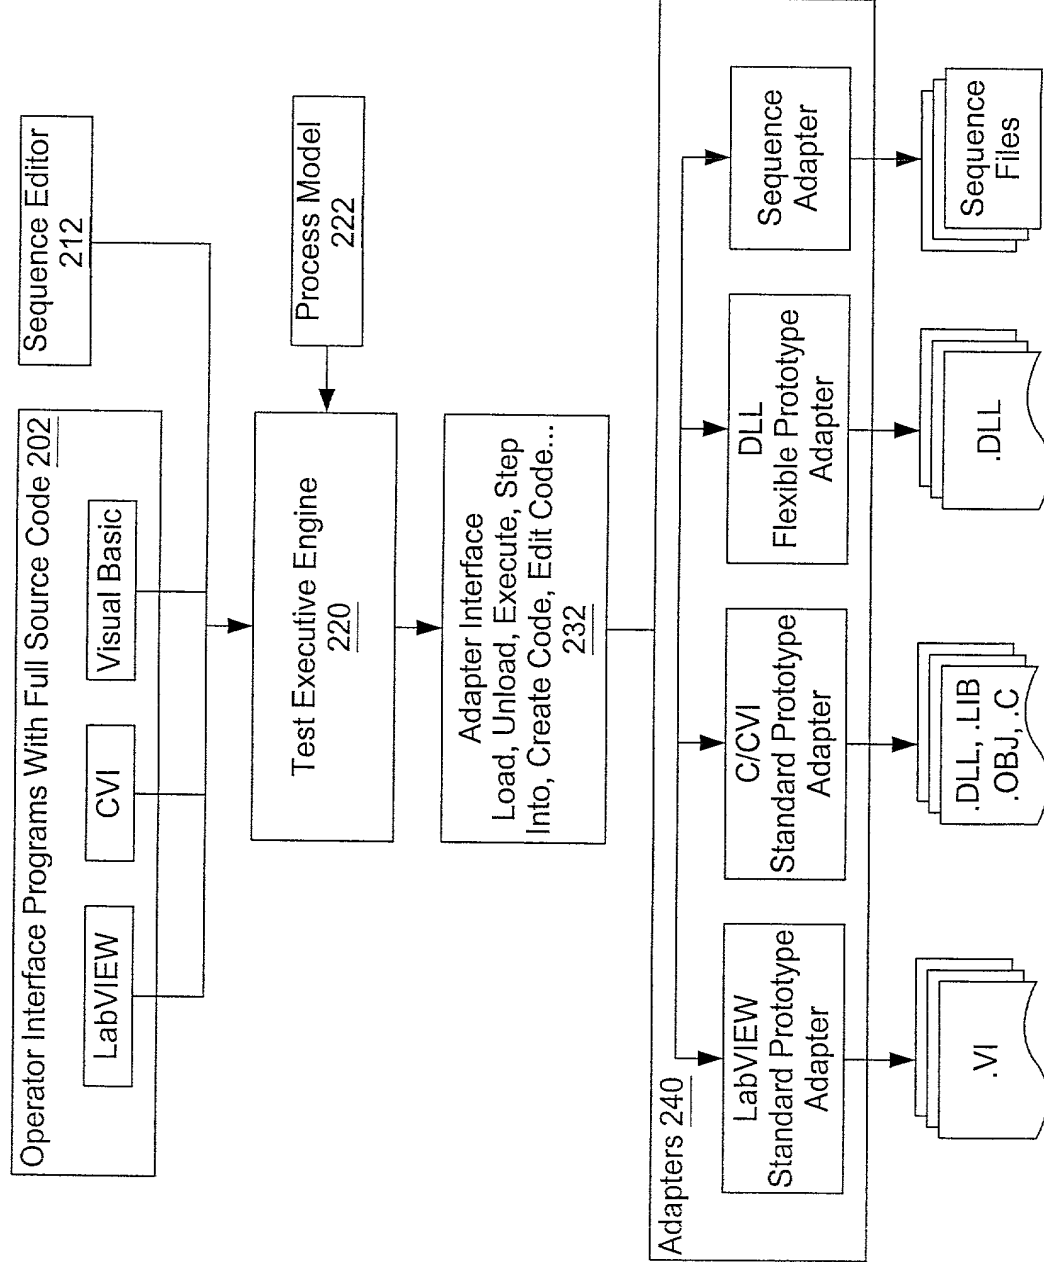 Operator Interface Programs With Full Source Code 202
LabVIEW
CVI
Visual Basic
Sequence Editor
212
Test Executive Engine
220
Process Model
222
Adapter Interface
Load, Unload, Execute, Step
Into, Create Code, Edit Code...
232
Adapters 240
LabVIEW
Standard Prototype
Adapter
C/CVI
Standard Prototype
Adapter
DLL
Flexible Prototype
Adapter
Sequence
Adapter
.VI
.DLL, .LIB
.OBJ, .C
.DLL
Sequence
Files